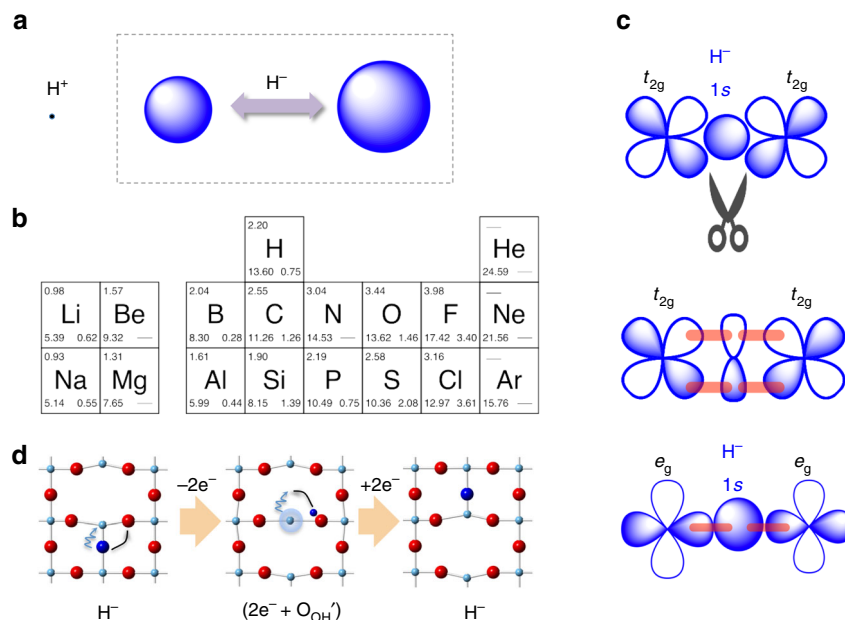 a
H⁺
H⁻
b
2.20
H
13.60 0.75
—
He
24.59 —
0.98
Li
5.39 0.62
1.57
Be
9.32 —
2.04
B
8.30 0.28
2.55
C
11.26 1.26
3.04
N
14.53 —
3.44
O
13.62 1.46
3.98
F
17.42 3.40
—
Ne
21.56 —
0.93
Na
5.14 0.55
1.31
Mg
7.65 —
1.61
Al
5.99 0.44
1.90
Si
8.15 1.39
2.19
P
10.49 0.75
2.58
S
10.36 2.08
3.16
Cl
12.97 3.61
—
Ar
15.76 —
c
H⁻
t₂g 1s t₂g
t₂g t₂g
H⁻
e_g 1s e_g
d
–2e⁻ +2e⁻
H⁻ (2e⁻ + O_OH′) H⁻